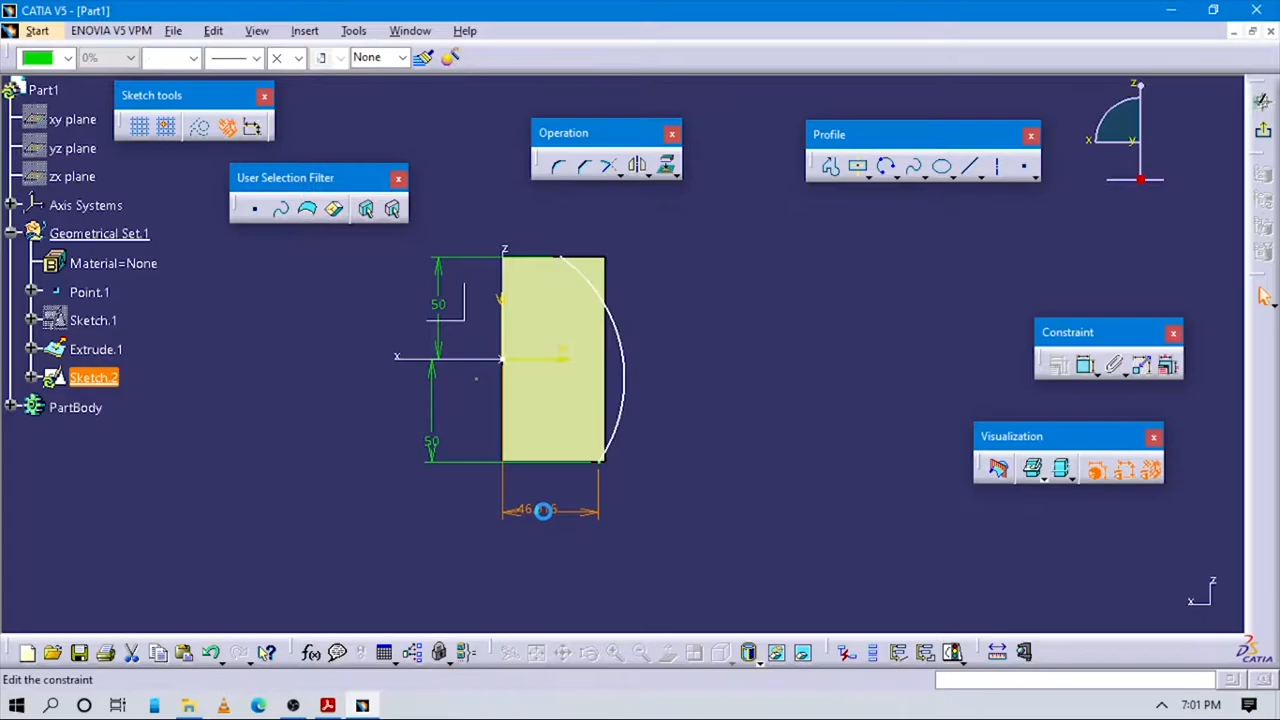 CATIA V5 - [Part1]
Start ENOVIA V5 VPM File Edit View Insert Tools Window Help
0% None
Part1
xy plane
yz plane
zx plane
Axis Systems
Geometrical Set.1
Material=None
Point.1
Sketch.1
Extrude.1
Sketch.2
PartBody
Sketch tools
User Selection Filter
Operation
Profile
Constraint
Visualization
z
x
y
z
50
x
50
z
x
CATIA
Edit the constraint
7:01 PM